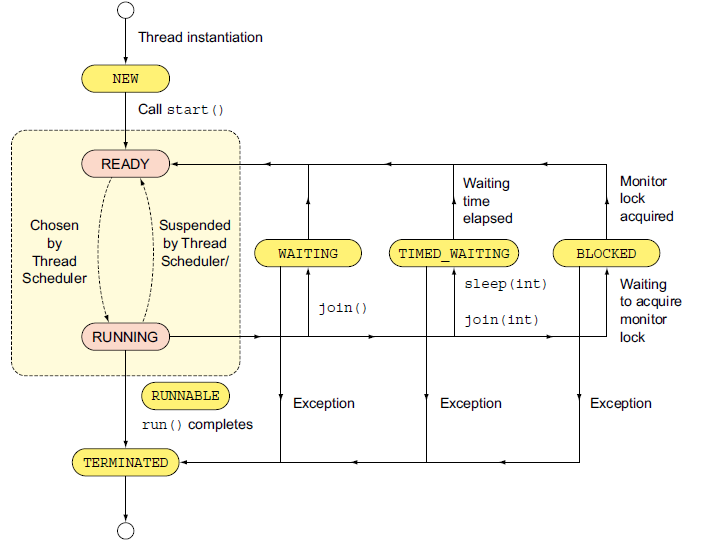 Thread instantiation
NEW
Call start()
READY
Chosen
by
Thread
Scheduler
Suspended
by Thread
Scheduler/
RUNNING
RUNNABLE
run() completes
TERMINATED
WAITING
join()
Exception
Waiting
time
elapsed
TIMED_WAITING
sleep(int)
join(int)
Exception
Monitor
lock
acquired
BLOCKED
Waiting
to acquire
monitor
lock
Exception